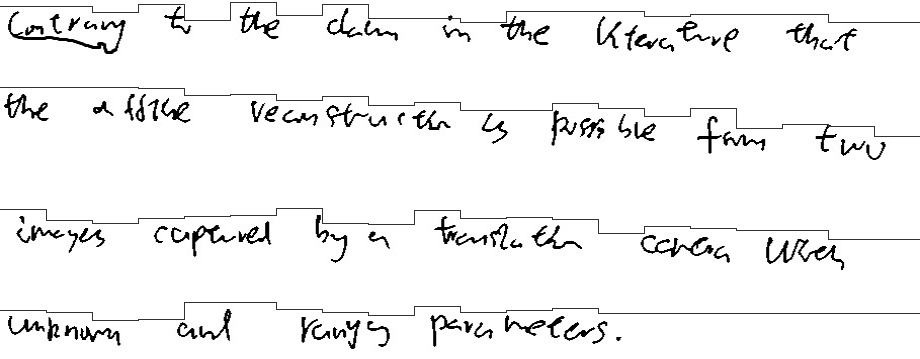 Contrary to the claim in the literature that
the affine reconstruction is possible from two
images captured by a translation camera with
unknown and varying parameters.